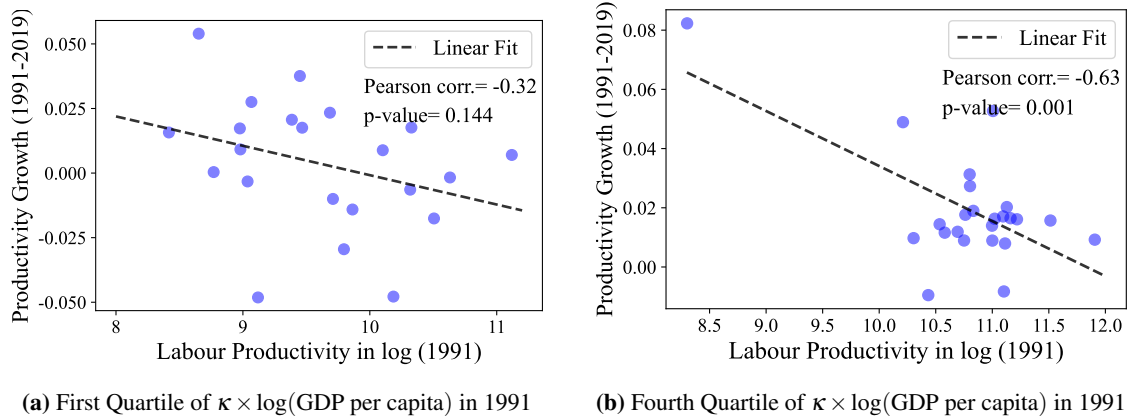 0.050
0.025
0.000
-0.025
-0.050
Productivity Growth (1991-2019)
Linear Fit
Pearson corr.= -0.32
p-value= 0.144
8
9
10
11
Labour Productivity in log (1991)
(a) First Quartile of κ × log(GDP per capita) in 1991
0.08
0.06
0.04
0.02
0.00
Productivity Growth (1991-2019)
Linear Fit
Pearson corr.= -0.63
p-value= 0.001
8.5
9.0
9.5
10.0
10.5
11.0
11.5
12.0
Labour Productivity in log (1991)
(b) Fourth Quartile of κ × log(GDP per capita) in 1991